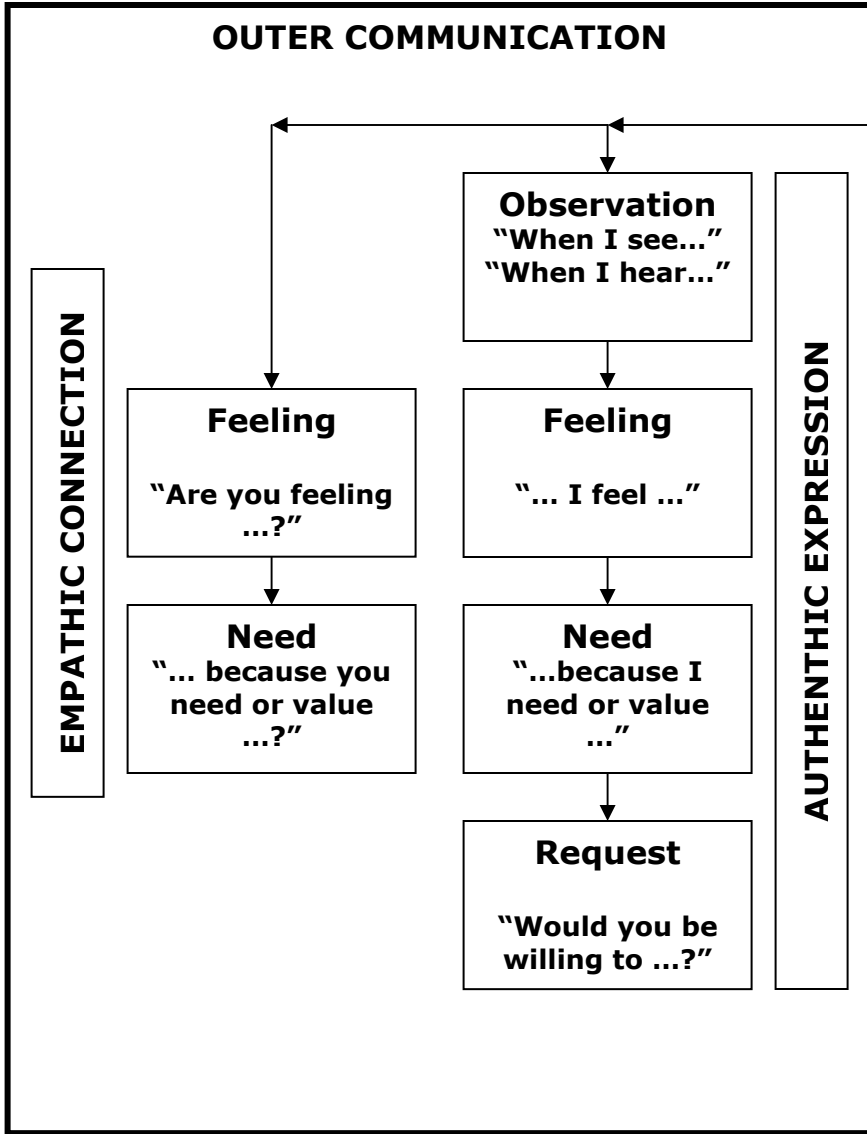 OUTER COMMUNICATION
EMPATHIC CONNECTION
Feeling
“Are you feeling
...?”
Need
“... because you
need or value
...?”
Observation
“When I see...”
“When I hear...”
Feeling
“... I feel ...”
Need
“...because I
need or value
...”
Request
“Would you be
willing to ...?”
AUTHENTHIC EXPRESSION